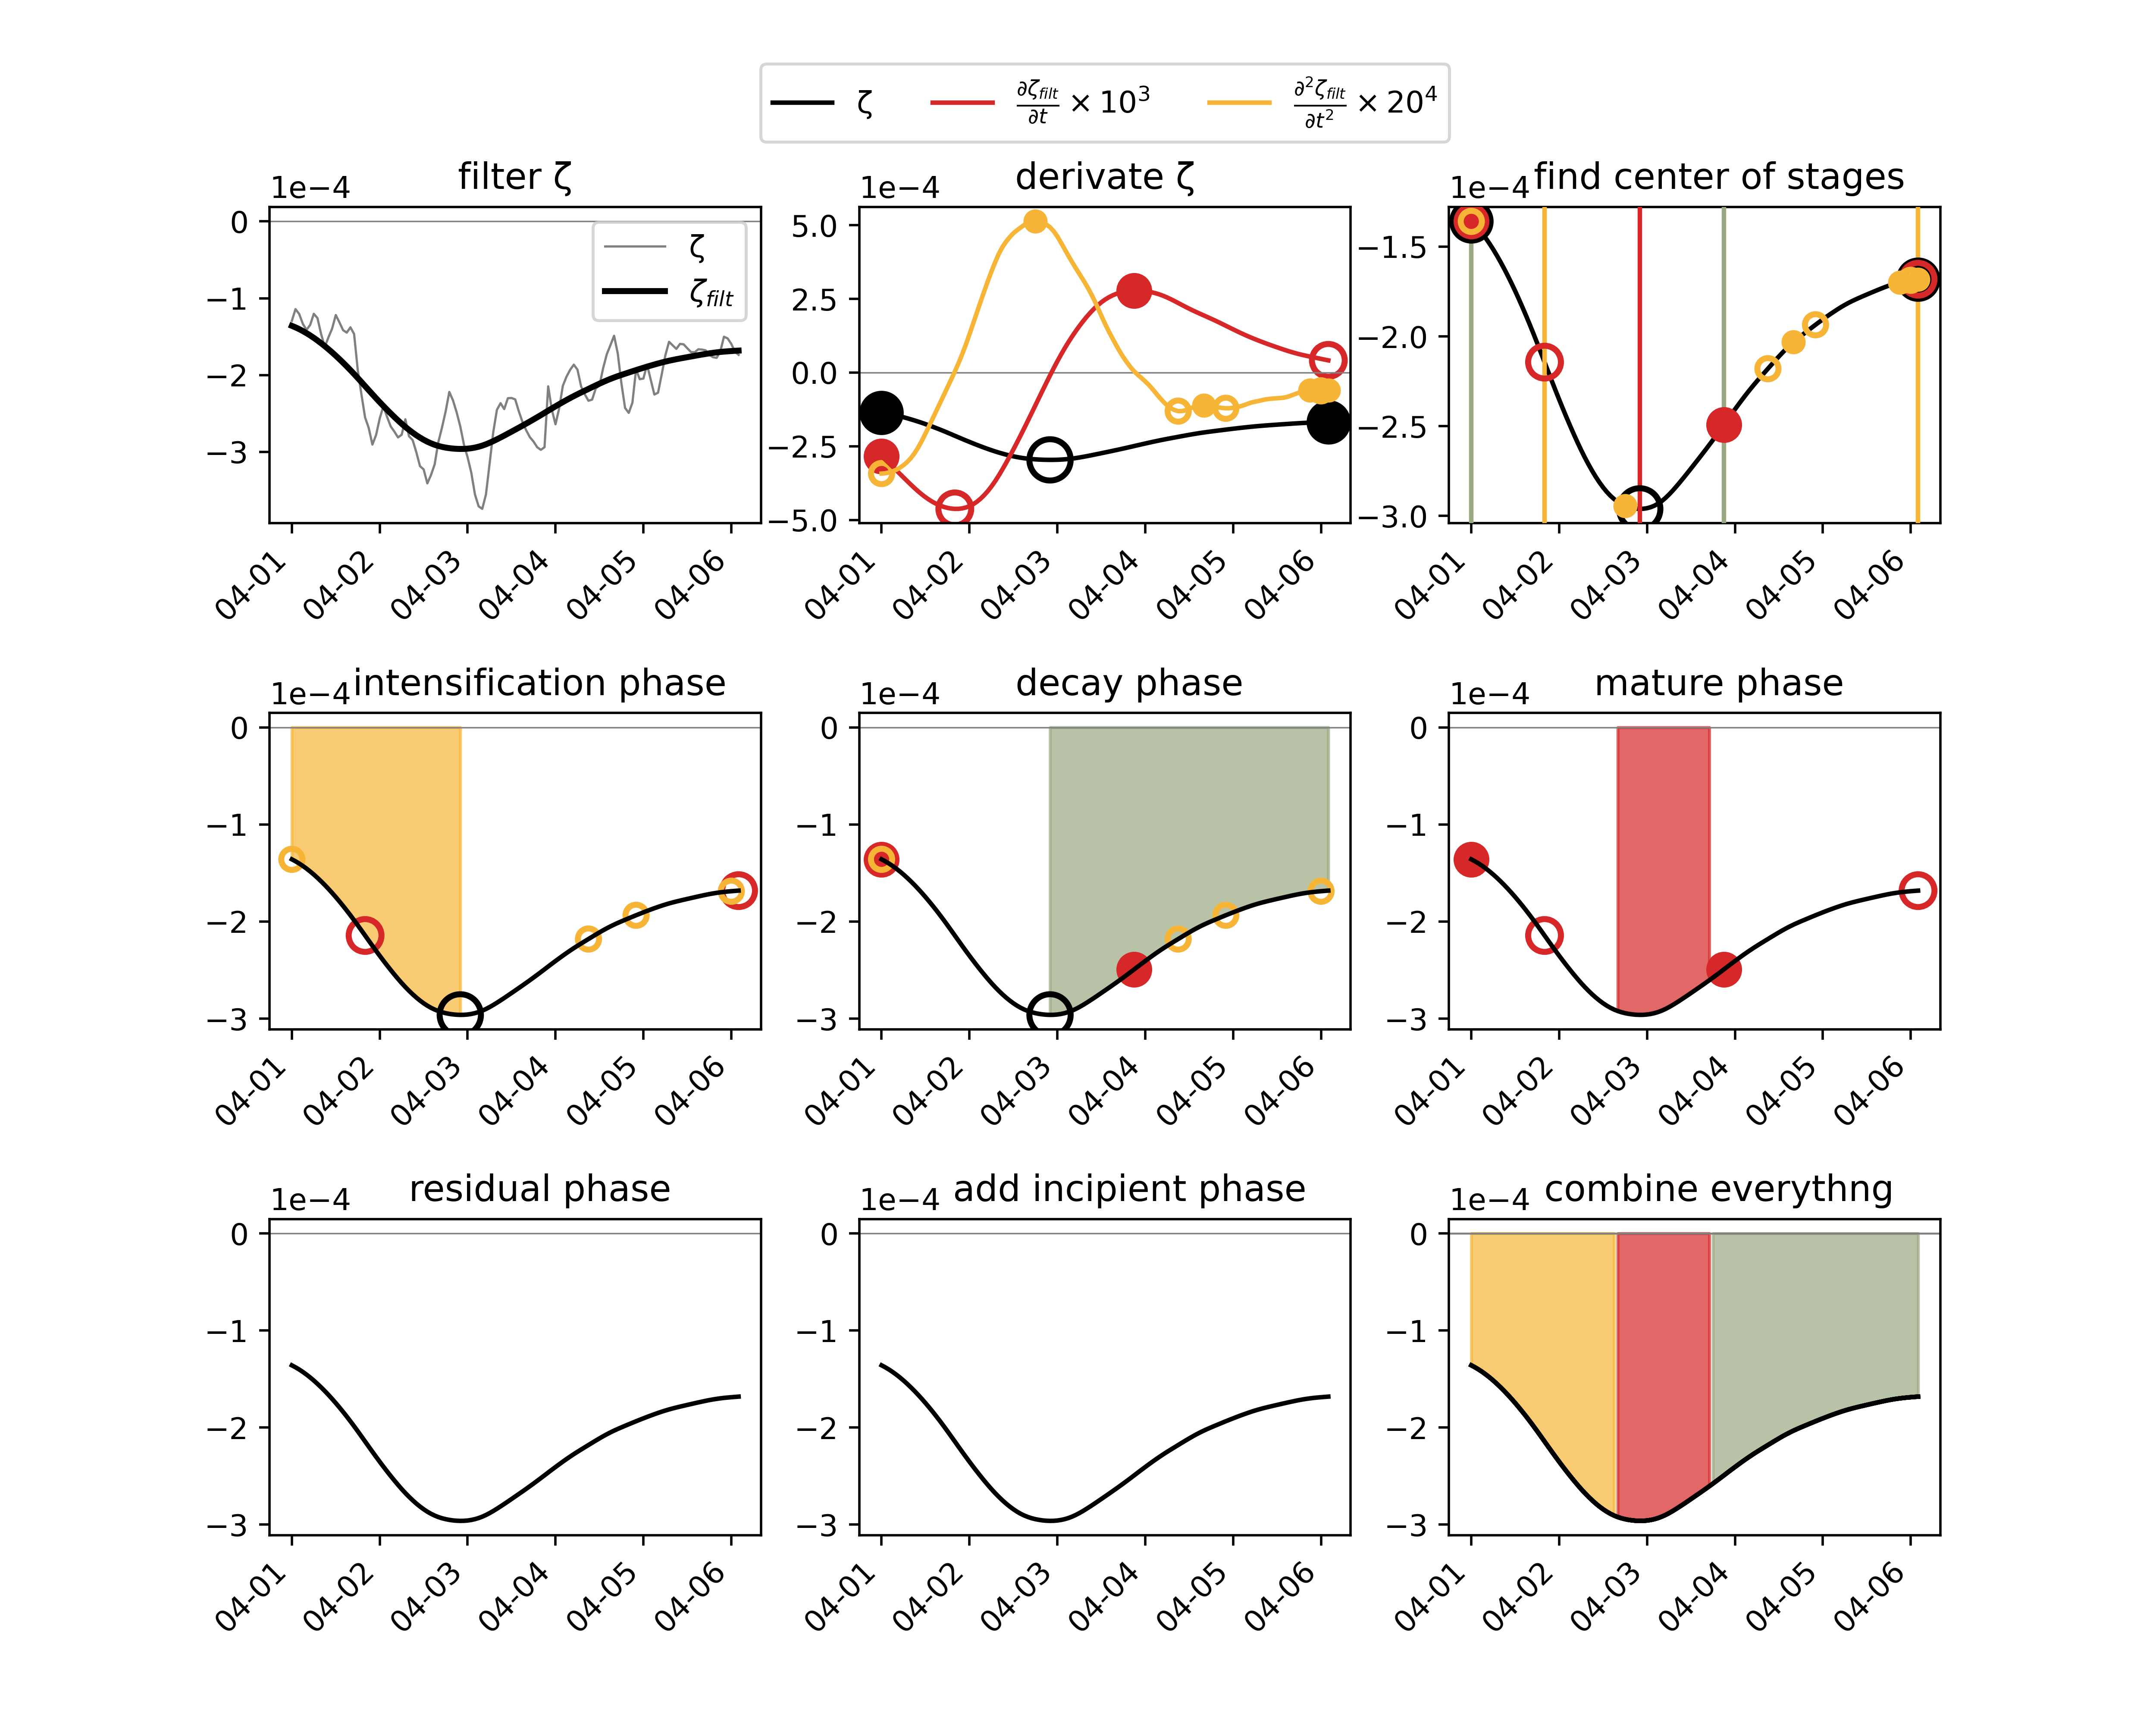 ζ   ∂ζ_filt/∂t × 10³   ∂²ζ_filt/∂t² × 20⁴
filter ζ   derivate ζ   find center of stages
1e−4   1e−4   1e−4
ζ
ζ_filt
0
−1
−2
−3
04-01 04-02 04-03 04-04 04-05 04-06
5.0
2.5
0.0
−2.5
−5.0
04-01 04-02 04-03 04-04 04-05 04-06
−1.5
−2.0
−2.5
−3.0
04-01 04-02 04-03 04-04 04-05 04-06
intensification phase   decay phase   mature phase
1e−4   1e−4   1e−4
0
−1
−2
−3
04-01 04-02 04-03 04-04 04-05 04-06
0
−1
−2
−3
04-01 04-02 04-03 04-04 04-05 04-06
0
−1
−2
−3
04-01 04-02 04-03 04-04 04-05 04-06
residual phase   add incipient phase   combine everythng
1e−4   1e−4   1e−4
0
−1
−2
−3
04-01 04-02 04-03 04-04 04-05 04-06
0
−1
−2
−3
04-01 04-02 04-03 04-04 04-05 04-06
0
−1
−2
−3
04-01 04-02 04-03 04-04 04-05 04-06